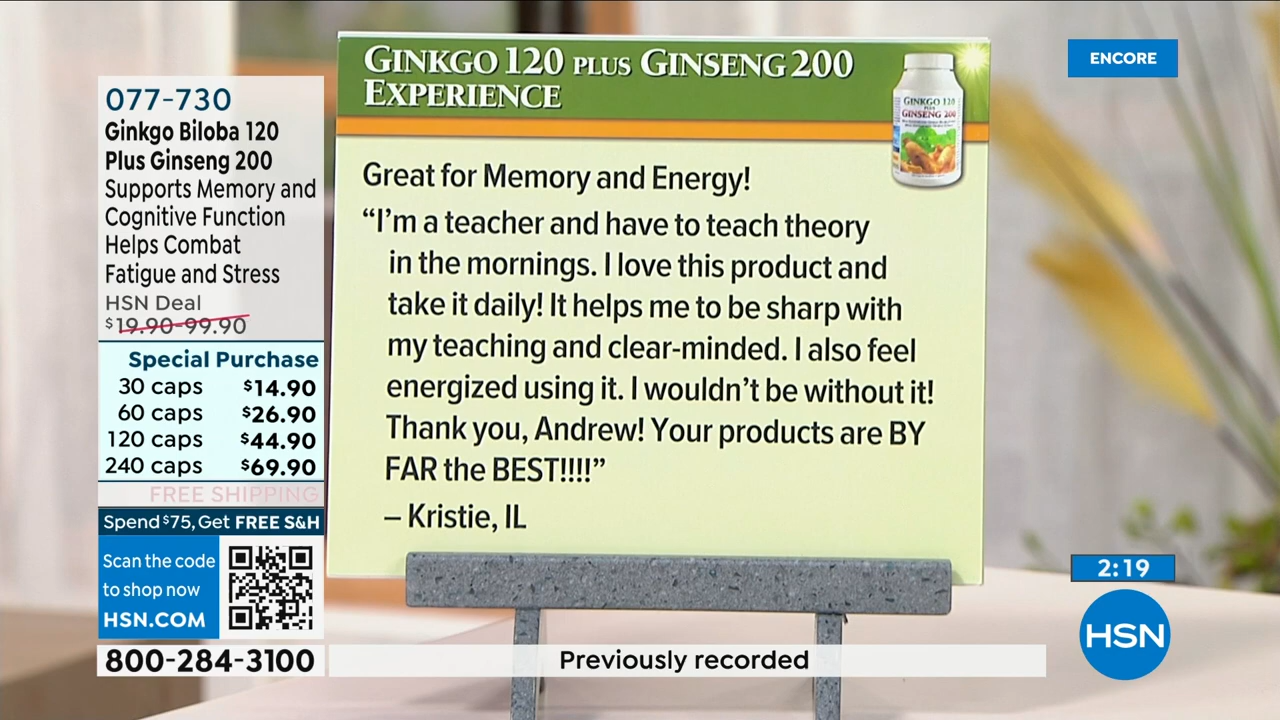 077-730
Ginkgo Biloba 120
Plus Ginseng 200
Supports Memory and
Cognitive Function
Helps Combat
Fatigue and Stress
HSN Deal
$19.90-99.90
Special Purchase
30 caps $14.90
60 caps $26.90
120 caps $44.90
240 caps $69.90
FREE SHIPPING
Spend $75, Get FREE S&H
Scan the code
to shop now
HSN.COM
800-284-3100
GINKGO 120 PLUS GINSENG 200
EXPERIENCE
GINKGO 120
PLUS
GINSENG 200
Great for Memory and Energy!
“I’m a teacher and have to teach theory
in the mornings. I love this product and
take it daily! It helps me to be sharp with
my teaching and clear-minded. I also feel
energized using it. I wouldn’t be without it!
Thank you, Andrew! Your products are BY
FAR the BEST!!!!”
– Kristie, IL
ENCORE
2:19
HSN
Previously recorded